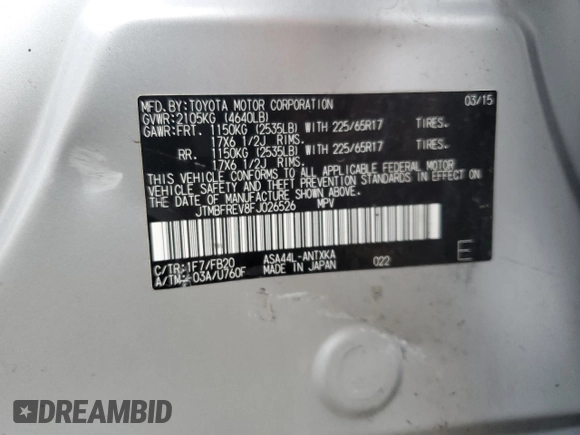 MFD.BY:TOYOTA MOTOR CORPORATION 03/15
GVWR:2105KG (4640LB)
GAWR:FRT. 1150KG (2535LB) WITH 225/65R17 TIRES.
17X6 1/2J RIMS.
RR. 1150KG (2535LB) WITH 225/65R17 TIRES.
17X6 1/2J RIMS.
THIS VEHICLE CONFORMS TO ALL APPLICABLE FEDERAL MOTOR
VEHICLE SAFETY AND THEFT PREVENTION STANDARDS IN EFFECT ON
THE DATE OF MANUFACTURE SHOWN ABOVE.
JTMBFREV8FJ026526 MPV
C/TR:1F7/FB20 ASA44L-ANTXKA 022 E
A/TM:-03A/U760F MADE IN JAPAN
DREAMBID